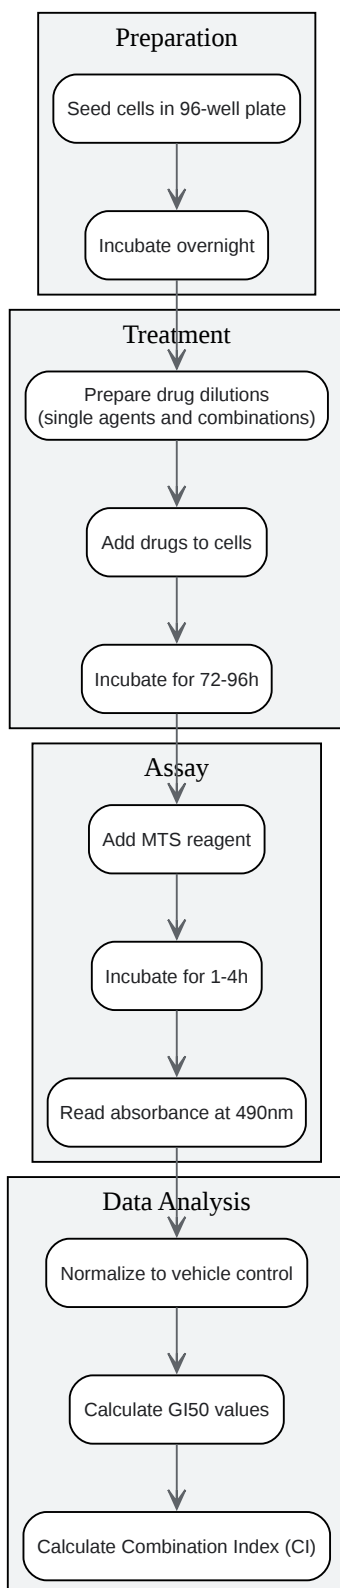 Preparation
Seed cells in 96-well plate
Incubate overnight
Treatment
Prepare drug dilutions
(single agents and combinations)
Add drugs to cells
Incubate for 72-96h
Assay
Add MTS reagent
Incubate for 1-4h
Read absorbance at 490nm
Data Analysis
Normalize to vehicle control
Calculate GI50 values
Calculate Combination Index (CI)